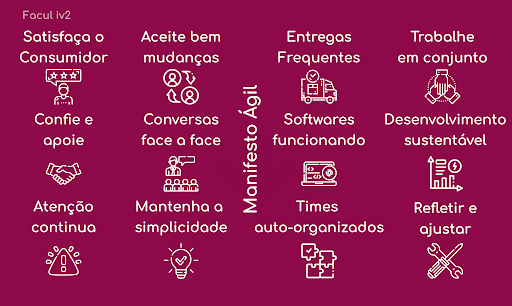 Facul iv2
Satisfaça o
Consumidor
Aceite bem
mudanças
Entregas
Frequentes
Trabalhe
em conjunto
Confie e
apoie
Conversas
face a face
Manifesto Ágil
Softwares
funcionando
Desenvolvimento
sustentável
Atenção
continua
Mantenha a
simplicidade
Times
auto-organizados
Refletir e
ajustar